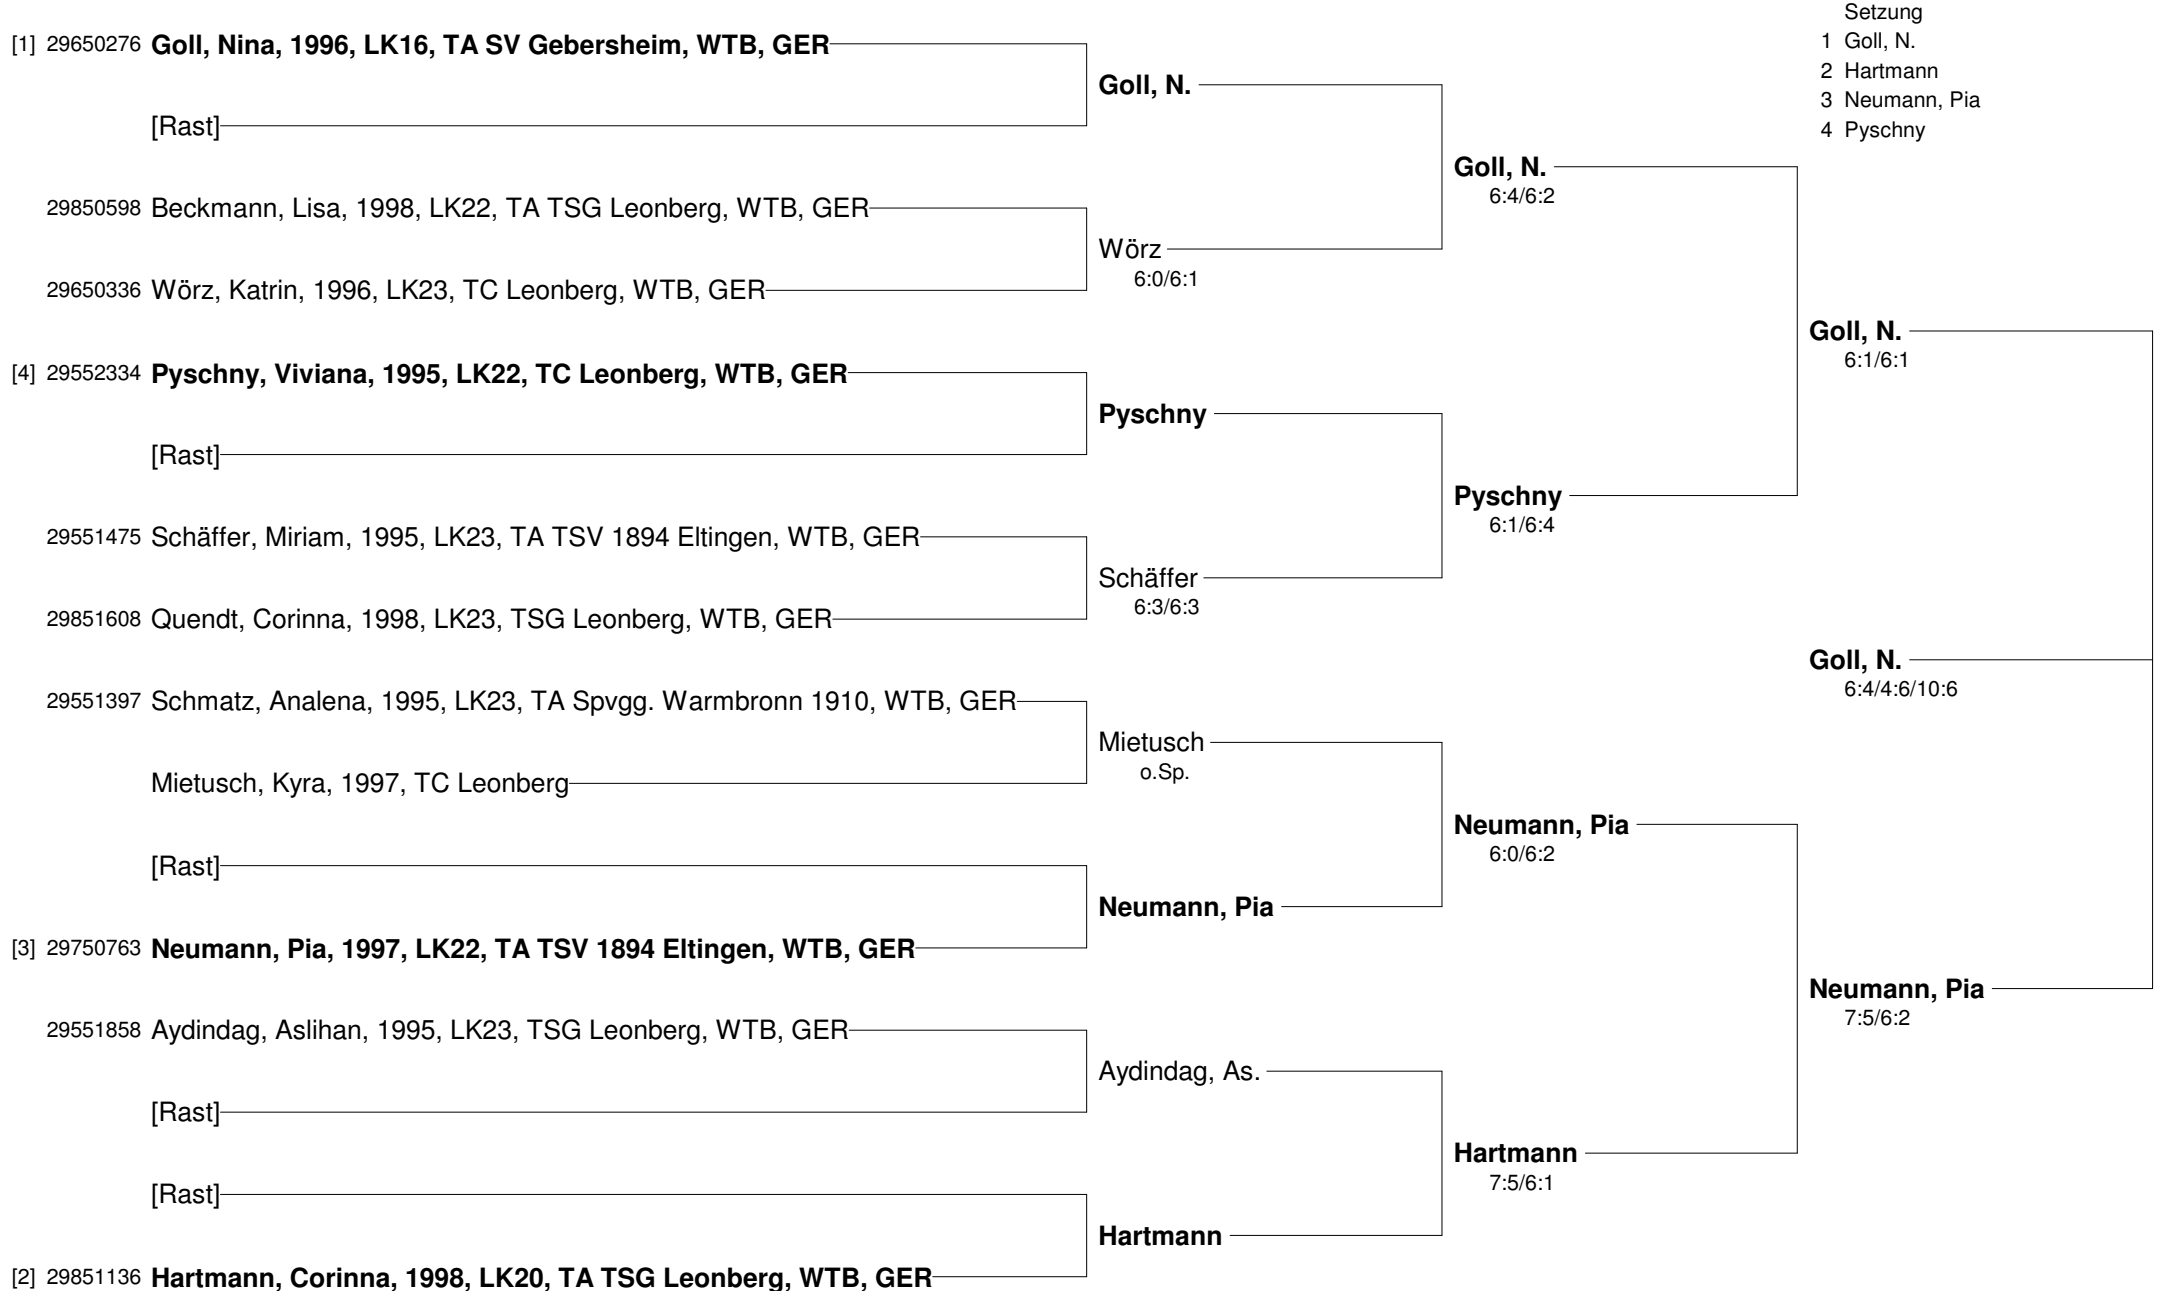 Setzung
1 Goll, N.
2 Hartmann
3 Neumann, Pia
4 Pyschny
[1] 29650276 Goll, Nina, 1996, LK16, TA SV Gebersheim, WTB, GER
[Rast]
29850598 Beckmann, Lisa, 1998, LK22, TA TSG Leonberg, WTB, GER
29650336 Wörz, Katrin, 1996, LK23, TC Leonberg, WTB, GER
[4] 29552334 Pyschny, Viviana, 1995, LK22, TC Leonberg, WTB, GER
[Rast]
29551475 Schäffer, Miriam, 1995, LK23, TA TSV 1894 Eltingen, WTB, GER
29851608 Quendt, Corinna, 1998, LK23, TSG Leonberg, WTB, GER
29551397 Schmatz, Analena, 1995, LK23, TA Spvgg. Warmbronn 1910, WTB, GER
Mietusch, Kyra, 1997, TC Leonberg
[Rast]
[3] 29750763 Neumann, Pia, 1997, LK22, TA TSV 1894 Eltingen, WTB, GER
29551858 Aydindag, Aslihan, 1995, LK23, TSG Leonberg, WTB, GER
[Rast]
[Rast]
[2] 29851136 Hartmann, Corinna, 1998, LK20, TA TSG Leonberg, WTB, GER
Goll, N.
Wörz
6:0/6:1
Pyschny
Schäffer
6:3/6:3
Mietusch
o.Sp.
Neumann, Pia
Aydindag, As.
Hartmann
Goll, N.
6:4/6:2
Pyschny
6:1/6:4
Neumann, Pia
6:0/6:2
Hartmann
7:5/6:1
Goll, N.
6:1/6:1
Goll, N.
6:4/4:6/10:6
Neumann, Pia
7:5/6:2